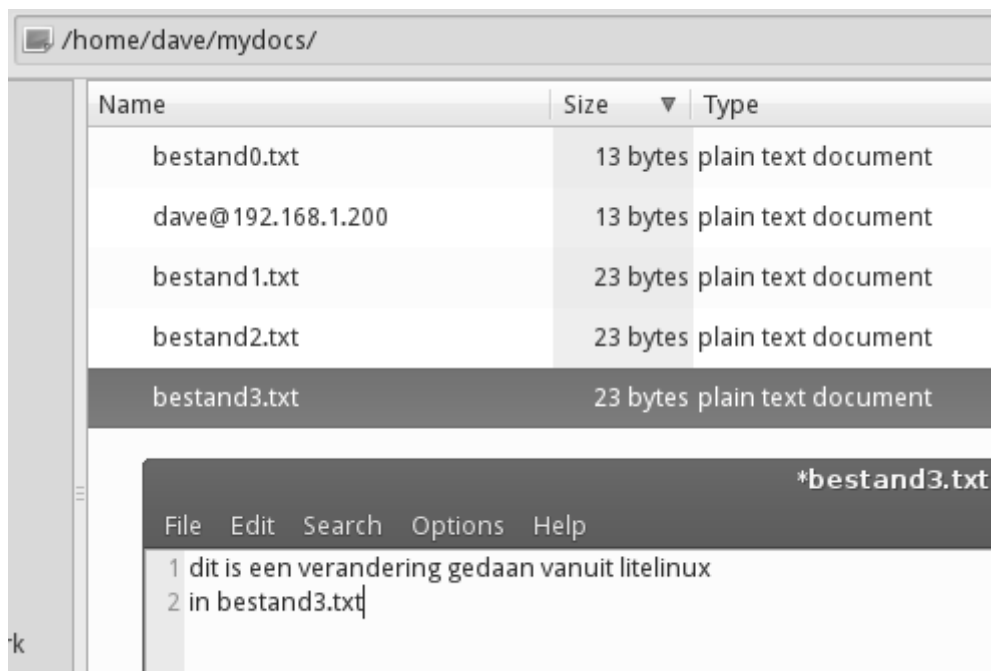 /home/dave/mydocs/
Name Size Type
bestand0.txt 13 bytes plain text document
dave@192.168.1.200 13 bytes plain text document
bestand1.txt 23 bytes plain text document
bestand2.txt 23 bytes plain text document
bestand3.txt 23 bytes plain text document
*bestand3.txt
File Edit Search Options Help
1 dit is een verandering gedaan vanuit litelinux
2 in bestand3.txt
rk